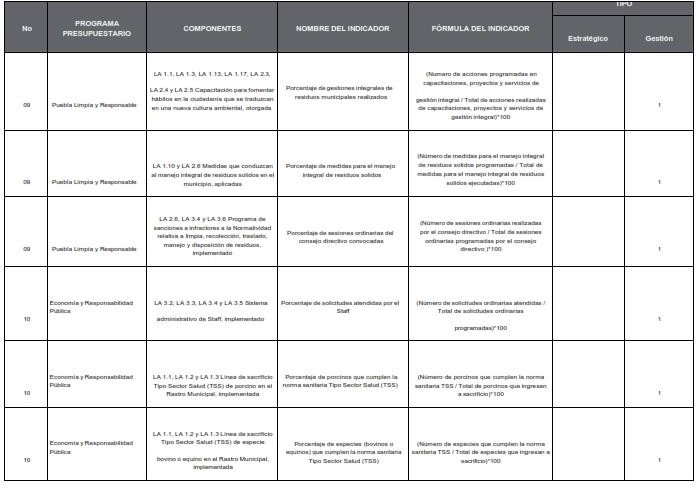 TIPO
No
PROGRAMA
PRESUPUESTARIO
COMPONENTES
NOMBRE DEL INDICADOR
FÓRMULA DEL INDICADOR
Estratégico
Gestión
09
Puebla Limpia y Responsable
LA 1.1, LA 1.3, LA 1.13, LA 1.17, LA 2.3,
LA 2.4 y LA 2.5 Capacitación para fomentar
hábitos en la ciudadanía que se traduzcan
en una nueva cultura ambiental, otorgada
Porcentaje de gestiones integrales de
residuos municipales realizados
(Numero de acciones programadas en
capacitaciones, proyectos y servicios de
gestión integral / Total de acciones realizadas
de capacitaciones, proyectos y servicios de
gestión integral)*100
1
09
Puebla Limpia y Responsable
LA 1.10 y LA 2.6 Medidas que conduzcan
al manejo integral de residuos solidos en el
municipio, aplicadas
Porcentaje de medidas para el manejo
integral de residuos solidos
(Número de medidas para el manejo integral
de residuos solidos programadas / Total de
medidas para el manejo integral de residuos
solidos ejecutadas)*100
1
09
Puebla Limpia y Responsable
LA 2.6, LA 3.4 y LA 3.6 Programa de
sanciones a infractores a la Normatividad
relativa a limpia, recolección, traslado,
manejo y disposición de residuos,
implementado
Porcentaje de sesiones ordinarias del
consejo directivo convocadas
(Número de sesiones ordinarias realizadas
por el consejo directivo / Total de sesiones
ordinarias programadas por el consejo
directivo )*100
1
10
Economía y Responsabilidad
Pública
LA 3.2, LA 3.3, LA 3.4 y LA 3.5 Sistema
administrativo de Staff, implementado
Porcentaje de solicitudes atendidas por el
Staff
(Número de solicitudes ordinarias atendidas /
Total de solicitudes ordinarias
programadas)*100
1
10
Economía y Responsabilidad
Pública
LA 1.1, LA 1.2 y LA 1.3 Línea de sacrificio
Tipo Sector Salud (TSS) de porcino en el
Rastro Municipal, implementada
Porcentaje de porcinos que cumplen la
norma sanitaria Tipo Sector Salud (TSS)
(Número de porcinos que cumplen la norma
sanitaria TSS / Total de porcinos que ingresan
a sacrificio)*100
1
10
Economía y Responsabilidad
Pública
LA 1.1, LA 1.2 y LA 1.3 Línea de sacrificio
Tipo Sector Salud (TSS) de especie
bovino o equino en el Rastro Municipal,
implementada
Porcentaje de especies (bovinos o
equinos) que cumplen la norma sanitaria
Tipo Sector Salud (TSS)
(Número de especies que cumplen la norma
sanitaria TSS / Total de especies que ingresan a
sacrificio)*100
1